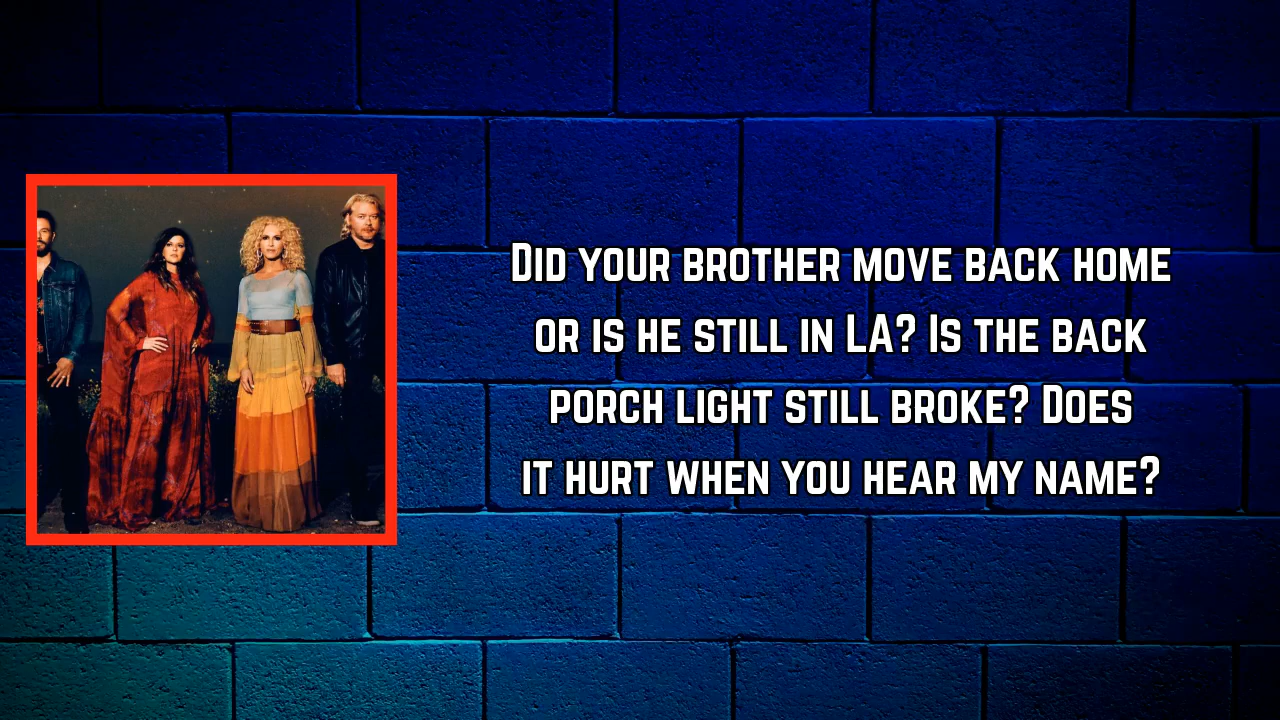 Did your brother move back home
or is he still in LA? Is the back
porch light still broke? Does
it hurt when you hear my name?